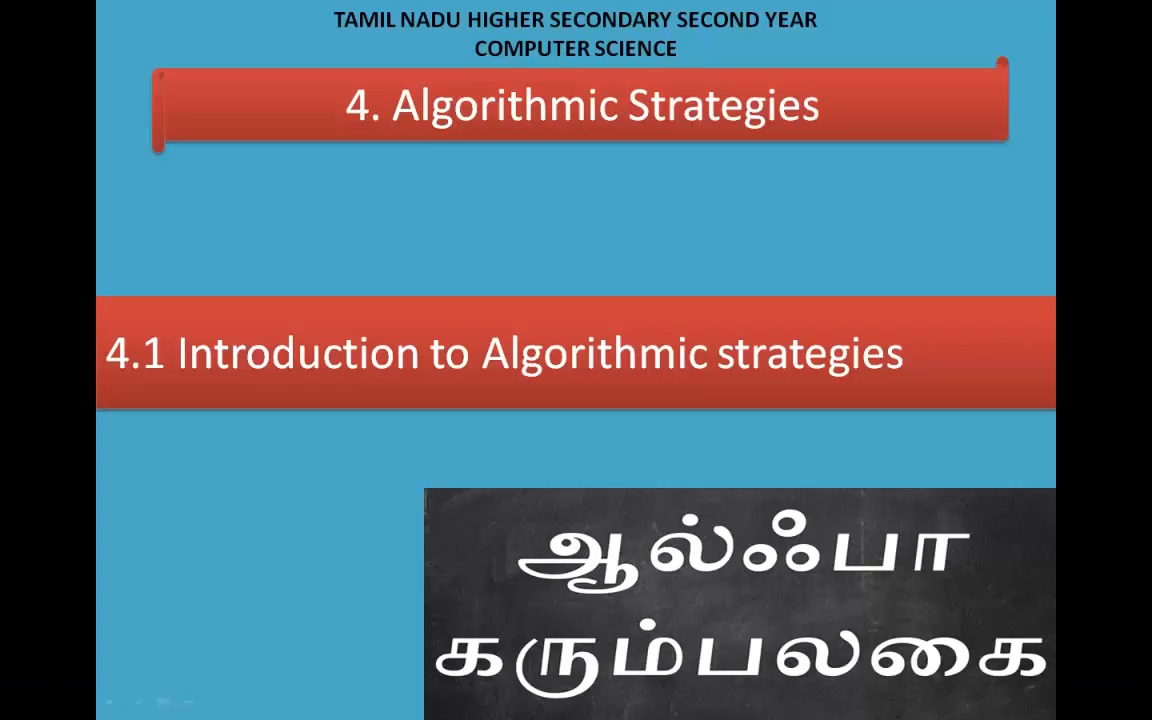 TAMIL NADU HIGHER SECONDARY SECOND YEAR
COMPUTER SCIENCE
4. Algorithmic Strategies
4.1 Introduction to Algorithmic strategies
ஆல்ஃபா
கரும்பலகை